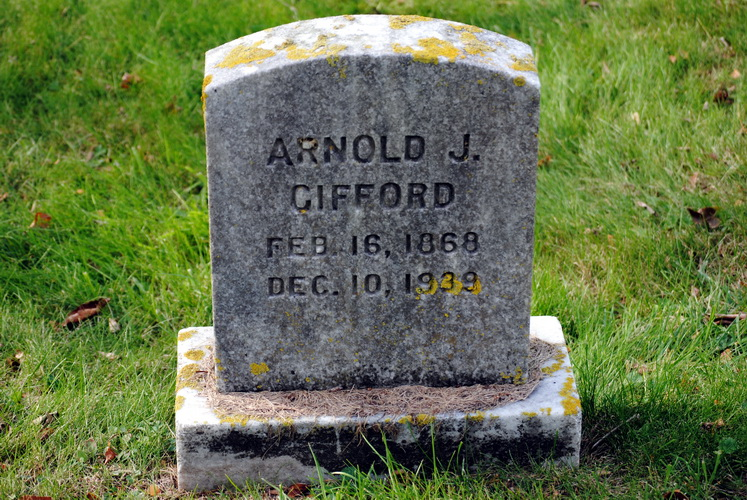 ARNOLD J.
GIFFORD
FEB. 16, 1868
DEC. 10, 1939